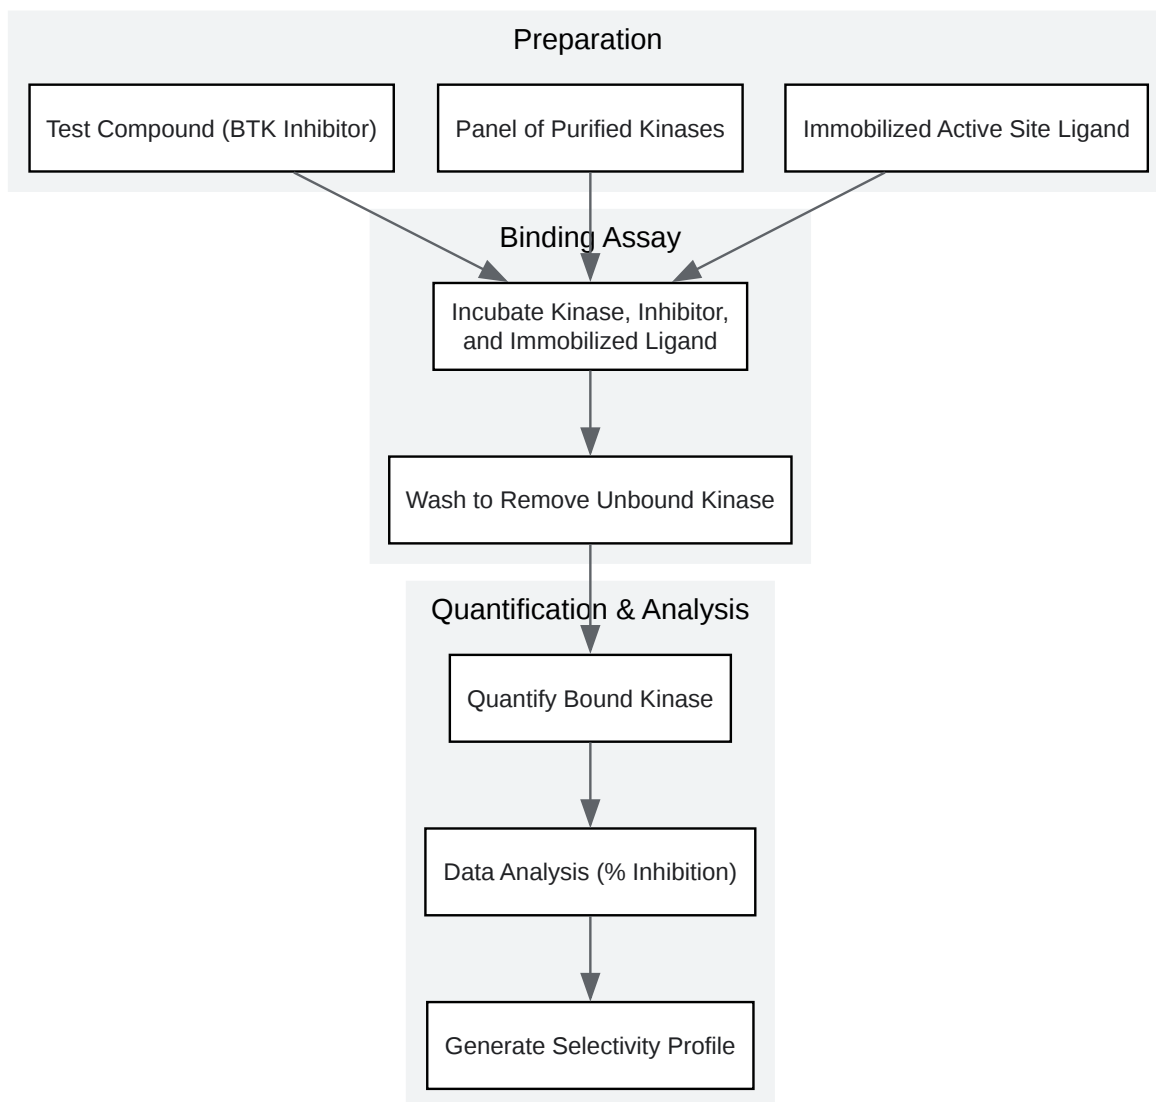 Preparation
Test Compound (BTK Inhibitor)
Panel of Purified Kinases
Immobilized Active Site Ligand
Binding Assay
Incubate Kinase, Inhibitor,
and Immobilized Ligand
Wash to Remove Unbound Kinase
Quantification & Analysis
Quantify Bound Kinase
Data Analysis (% Inhibition)
Generate Selectivity Profile